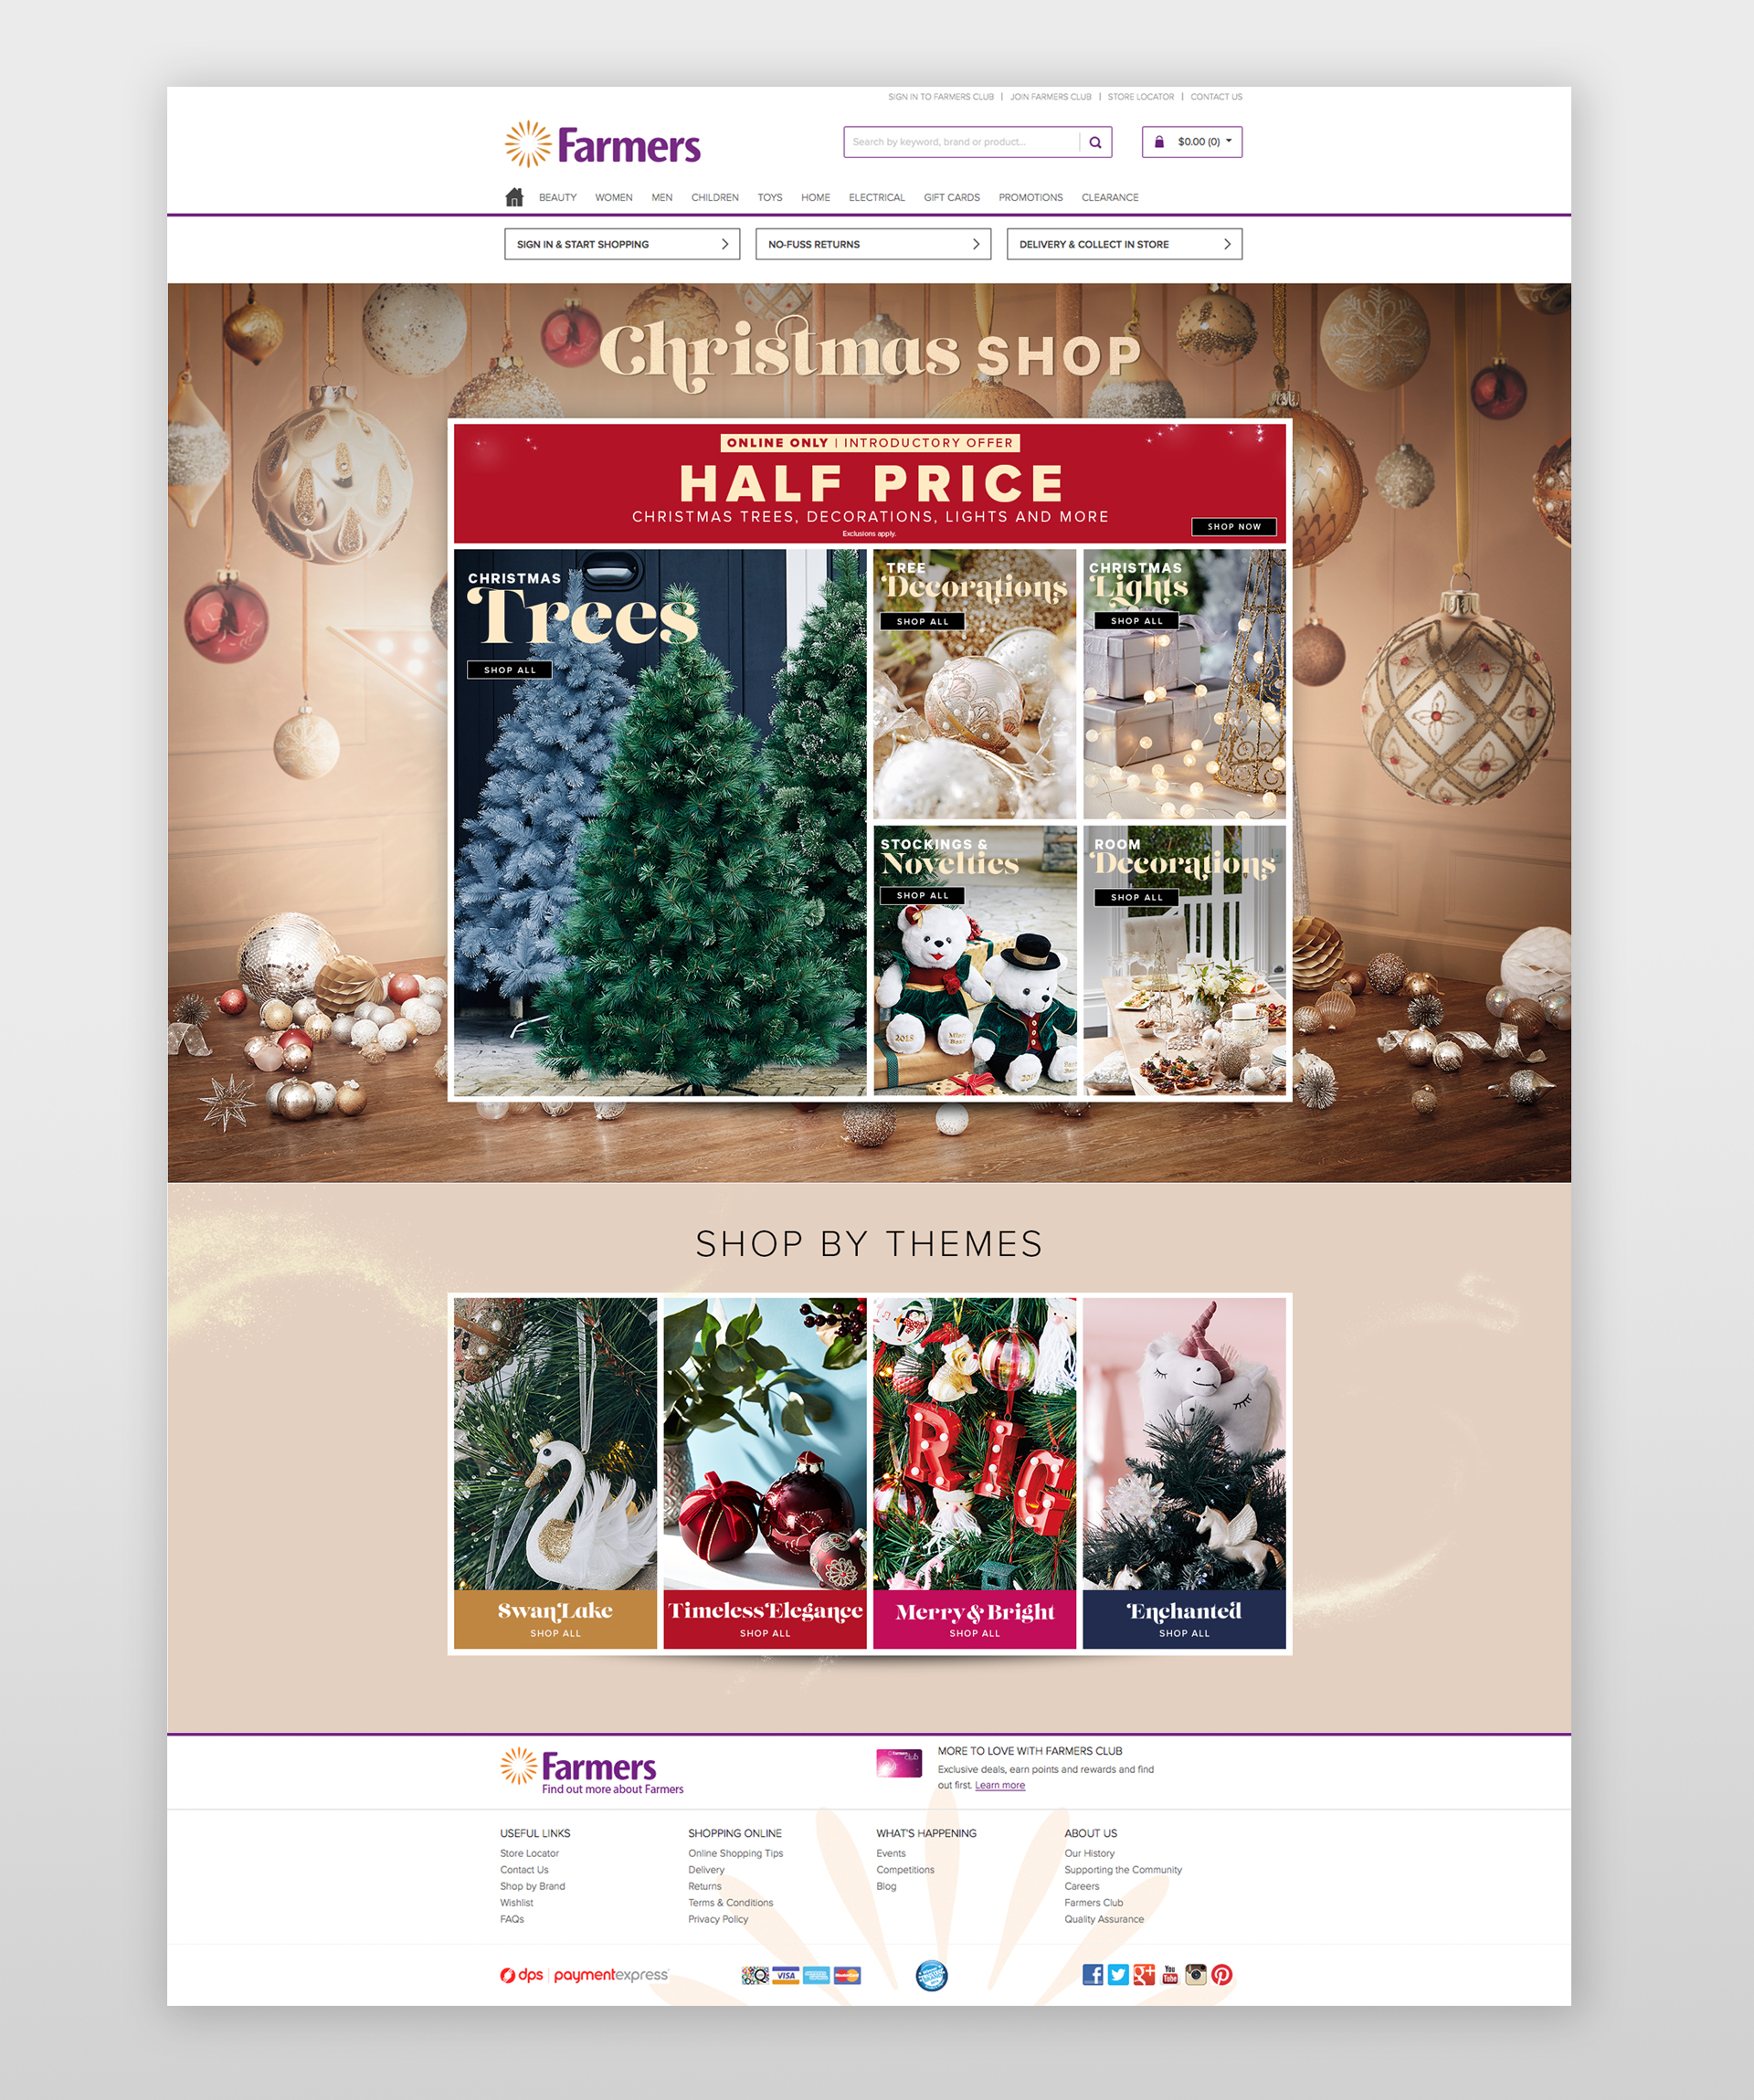 SIGN IN TO FARMERS CLUB | JOIN FARMERS CLUB | STORE LOCATOR | CONTACT US
Farmers
Search by keyword, brand or product...
$0.00 (0)
BEAUTY WOMEN MEN CHILDREN TOYS HOME ELECTRICAL GIFT CARDS PROMOTIONS CLEARANCE
SIGN IN & START SHOPPING
NO-FUSS RETURNS
DELIVERY & COLLECT IN STORE
Christmas SHOP
ONLINE ONLY | INTRODUCTORY OFFER
HALF PRICE
CHRISTMAS TREES, DECORATIONS, LIGHTS AND MORE
Exclusions apply.
SHOP NOW
CHRISTMAS
Trees
SHOP ALL
TREE
Decorations
SHOP ALL
CHRISTMAS
Lights
SHOP ALL
STOCKINGS &
Novelties
SHOP ALL
2018
ROOM
Decorations
SHOP ALL
SHOP BY THEMES
RIG
Swan Lake
SHOP ALL
Timeless Elegance
SHOP ALL
Merry & Bright
SHOP ALL
Enchanted
SHOP ALL
Farmers
Find out more about Farmers
club
MORE TO LOVE WITH FARMERS CLUB
Exclusive deals, earn points and rewards and find
out first. Learn more
USEFUL LINKS
Store Locator
Contact Us
Shop by Brand
Wishlist
FAQs
SHOPPING ONLINE
Online Shopping Tips
Delivery
Returns
Terms & Conditions
Privacy Policy
WHAT'S HAPPENING
Events
Competitions
Blog
ABOUT US
Our History
Supporting the Community
Careers
Farmers Club
Quality Assurance
dps | paymentexpress
VISA
MasterCard
You Tube